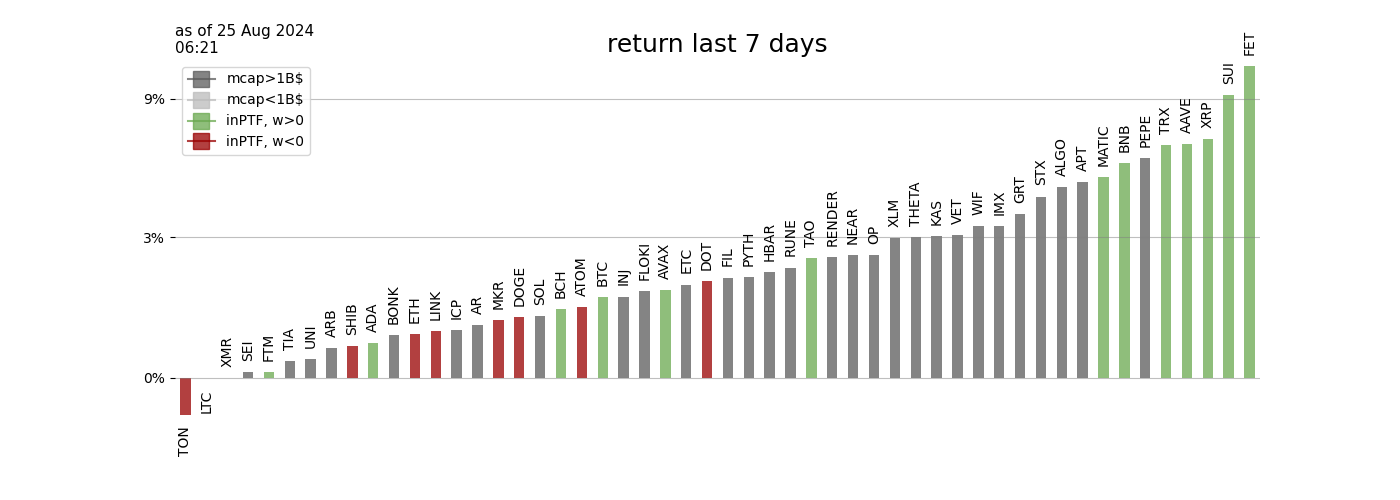 as of 25 Aug 2024
06:21
return last 7 days
mcap>1B$
mcap<1B$
inPTF, w>0
inPTF, w<0
9%
3%
0%
TON
LTC
XMR
SEI
FTM
TIA
UNI
ARB
SHIB
ADA
BONK
ETH
LINK
ICP
AR
MKR
DOGE
SOL
BCH
ATOM
BTC
INJ
FLOKI
AVAX
ETC
DOT
FIL
PYTH
HBAR
RUNE
TAO
RENDER
NEAR
OP
XLM
THETA
KAS
VET
WIF
IMX
GRT
STX
ALGO
APT
MATIC
BNB
PEPE
TRX
AAVE
XRP
SUI
FET